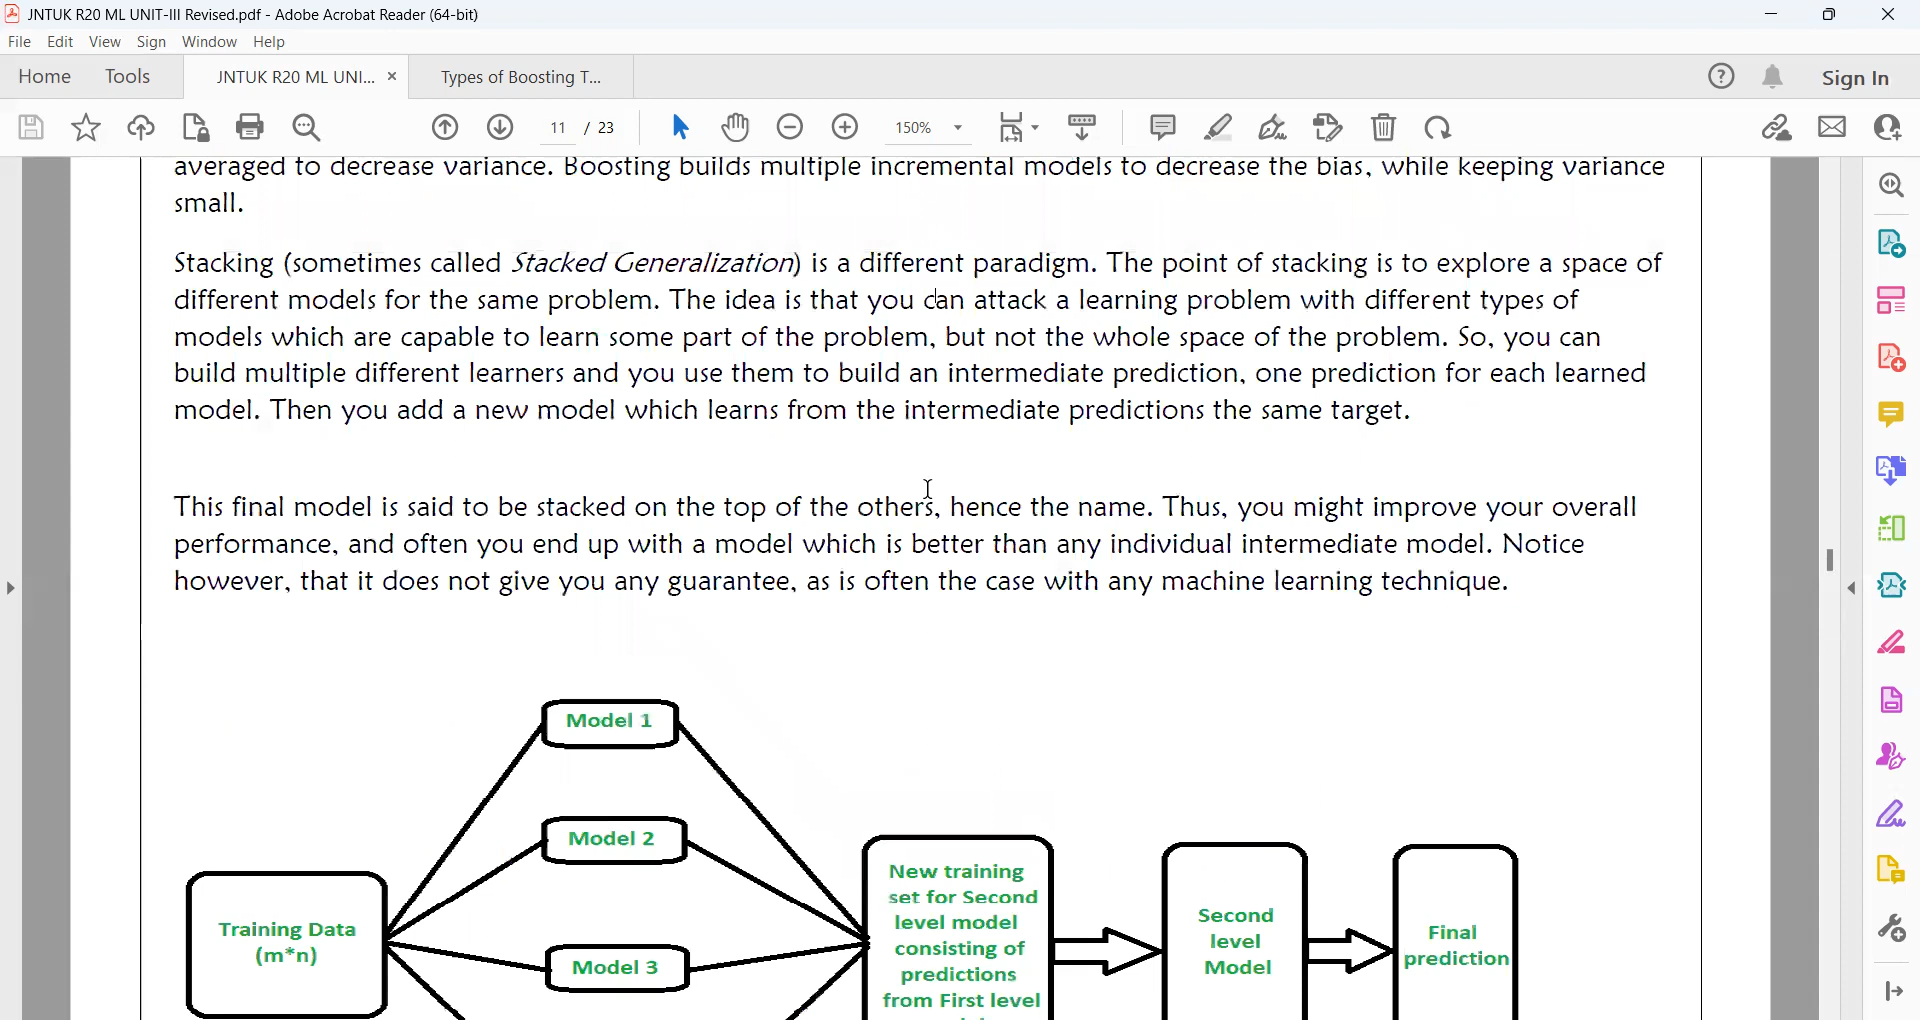 JNTUK R20 ML UNIT-III Revised.pdf - Adobe Acrobat Reader (64-bit)
File Edit View Sign Window Help
Home Tools JNTUK R20 ML UNI... × Types of Boosting T... Sign In
11 / 23 150%
averaged to decrease variance. Boosting builds multiple incremental models to decrease the bias, while keeping variance
small.
Stacking (sometimes called Stacked Generalization) is a different paradigm. The point of stacking is to explore a space of
different models for the same problem. The idea is that you can attack a learning problem with different types of
models which are capable to learn some part of the problem, but not the whole space of the problem. So, you can
build multiple different learners and you use them to build an intermediate prediction, one prediction for each learned
model. Then you add a new model which learns from the intermediate predictions the same target.
This final model is said to be stacked on the top of the others, hence the name. Thus, you might improve your overall
performance, and often you end up with a model which is better than any individual intermediate model. Notice
however, that it does not give you any guarantee, as is often the case with any machine learning technique.
Model 1
Model 2
Model 3
Training Data
(m*n)
New training
set for Second
level model
consisting of
predictions
from First level
Second
level
Model
Final
prediction